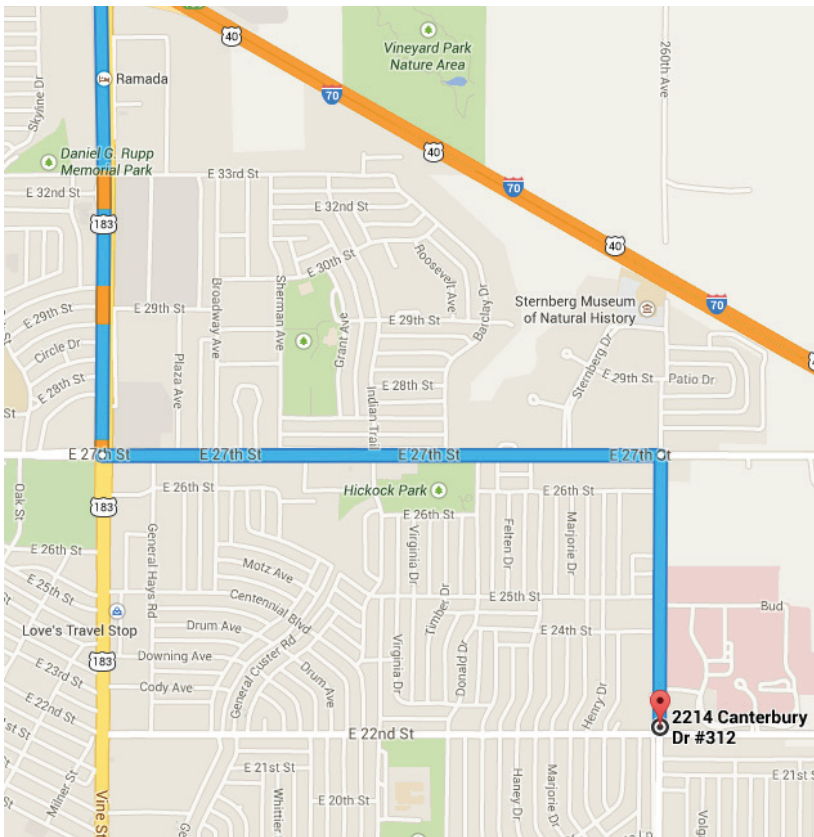 40
Vineyard Park
Nature Area
260th Ave
Ramada
Skyline Dr
70
40
Daniel G. Rupp
Memorial Park
E 33rd St
E 32nd St
E 32nd St
70
183
40
E 30th St
Roosevelt Ave
Barclay Dr
Sternberg Museum
of Natural History
70
E 29th St
E 29th St
Broadway Ave
Sherman Ave
Grant Ave
E 29th St
Circle Dr
Plaza Ave
Sternberg Dr
E 29th St
Patio Dr
E 28th St
E 28th St
St
Indian Trail
E 27th St
E 27th St
E 27th St
E 27th St
Oak St
183
E 26th St
Hickock Park
E 26th St
E 26th St
General Hays Rd
Virginia Dr
Felten Dr
Marjorie Dr
E 26th St
Motz Ave
E 25th St
Centennial Blvd
Timber Dr
E 25th St
Bud
Love's Travel Stop
Drum Ave
E 24th St
183
Downing Ave
General Custer Rd
Virginia Dr
Donald Dr
E 23rd St
Cody Ave
Drum Ave
Henry Dr
2214 Canterbury
Dr #312
E 22nd St
E 22nd St
1st St
E 21st St
E 21st S
Milner St
Vine St
Ge
Whittier
E 20th St
Haney Dr
Marjorie Dr
Ln
Volg